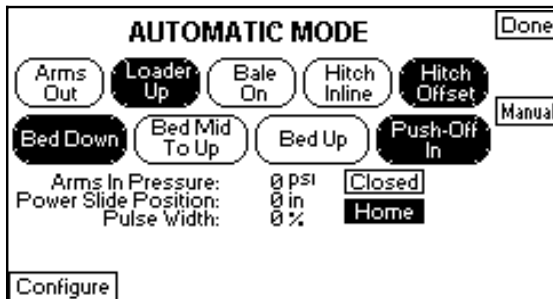 AUTOMATIC MODE
Done
Arms Out
Loader Up
Bale On
Hitch Inline
Hitch Offset
Manual
Bed Down
Bed Mid To Up
Bed Up
Push-Off In
Arms In Pressure: 0 PSI Closed
Power Slide Position: 0 in
Home
Pulse Width: 0 %
Configure